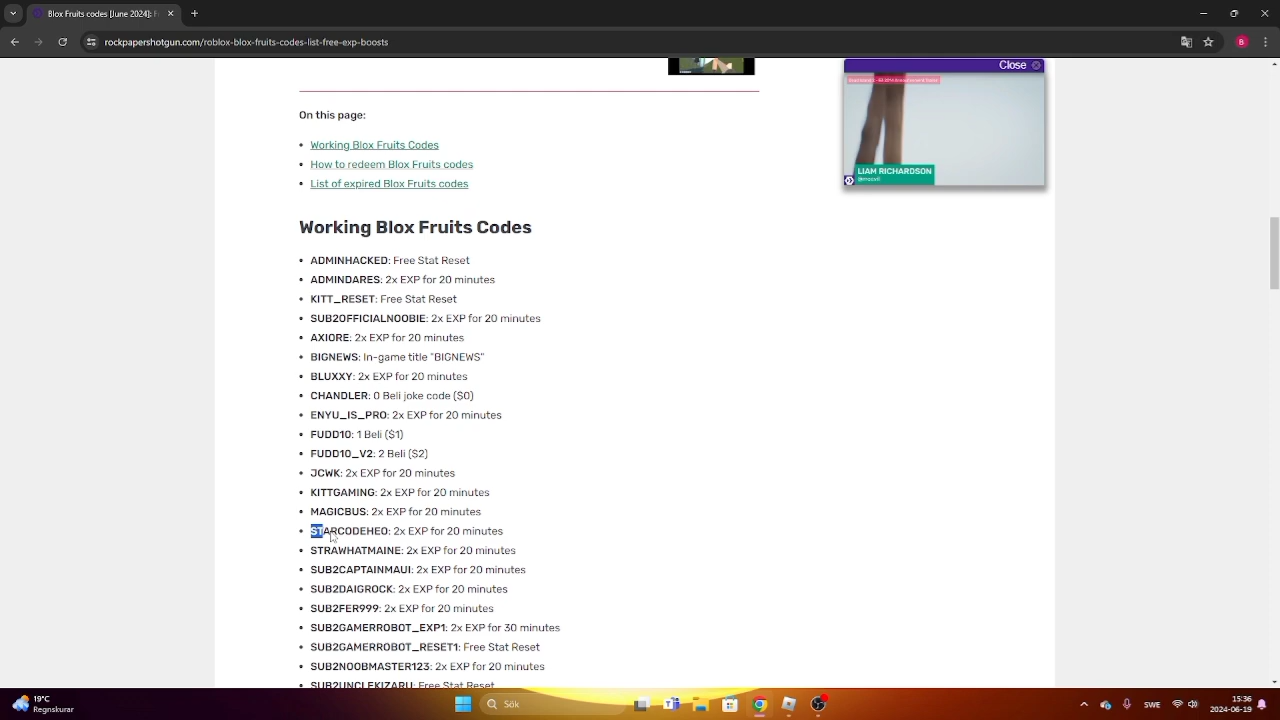 Blox Fruits codes [June 2024]:
rockpapershotgun.com/roblox-blox-fruits-codes-list-free-exp-boosts
B
Close
On this page:
LIAM RICHARDSON
Working Blox Fruits Codes
How to redeem Blox Fruits codes
List of expired Blox Fruits codes
Working Blox Fruits Codes
ADMINHACKED: Free Stat Reset
ADMINDARES: 2x EXP for 20 minutes
KITT_RESET: Free Stat Reset
SUB2OFFICIALNOOBIE: 2x EXP for 20 minutes
AXIORE: 2x EXP for 20 minutes
BIGNEWS: In-game title "BIGNEWS"
BLUXXY: 2x EXP for 20 minutes
CHANDLER: 0 Beli joke code ($0)
ENYU_IS_PRO: 2x EXP for 20 minutes
FUDD10: 1 Beli ($1)
FUDD10_V2: 2 Beli ($2)
JCWK: 2x EXP for 20 minutes
KITTGAMING: 2x EXP for 20 minutes
MAGICBUS: 2x EXP for 20 minutes
STARCODEHEO: 2x EXP for 20 minutes
STRAWHATMAINE: 2x EXP for 20 minutes
SUB2CAPTAINMAUI: 2x EXP for 20 minutes
SUB2DAIGROCK: 2x EXP for 20 minutes
SUB2FER999: 2x EXP for 20 minutes
SUB2GAMERROBOT_EXP1: 2x EXP for 30 minutes
SUB2GAMERROBOT_RESET1: Free Stat Reset
SUB2NOOBMASTER123: 2x EXP for 20 minutes
SUB2UNCLEKIZARU: Free Stat Reset
19°C
Regnskurar
Sök
SWE
15:36
2024-06-19